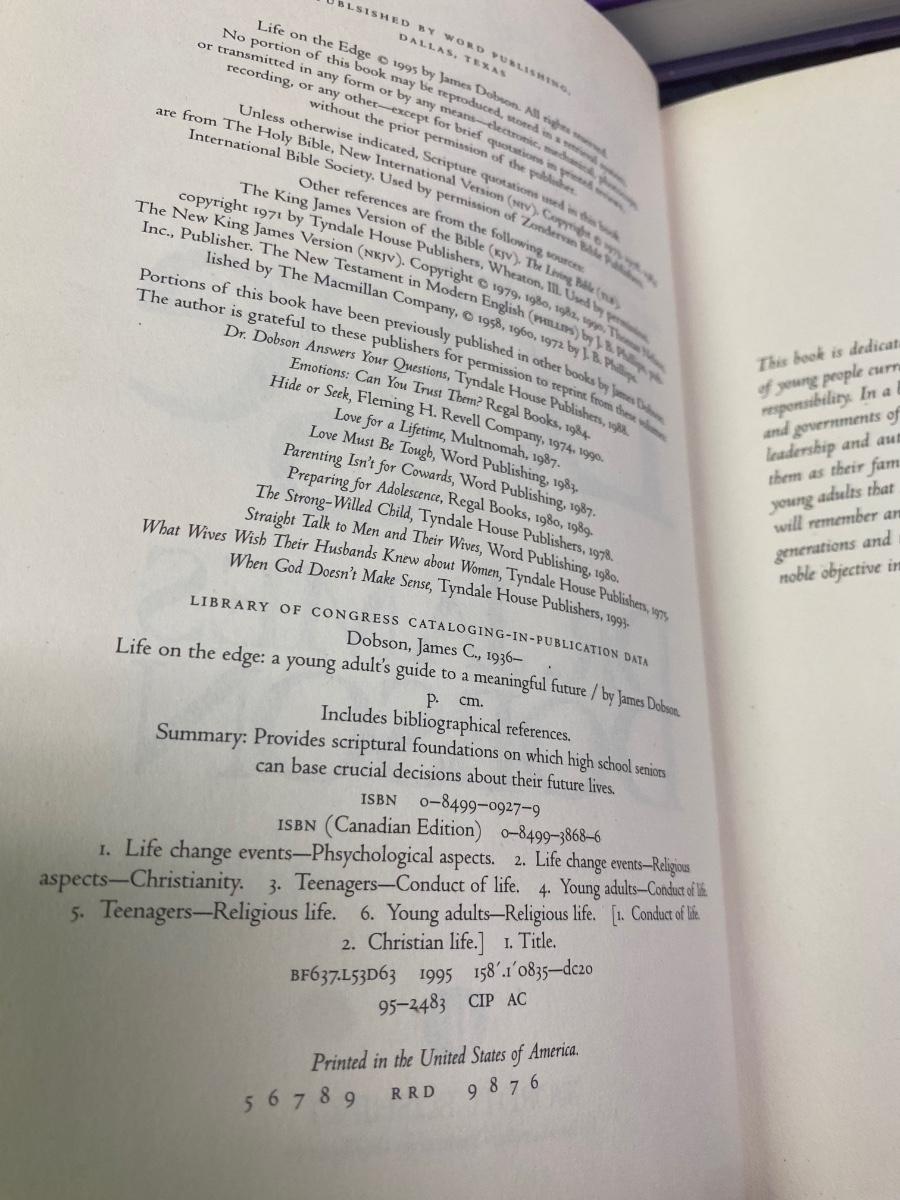 PUBLSISHED BY WORD PUBLISHING,
DALLAS, TEXAS
Life on the Edge © 1995 by James Dobson. All rights reserved.
No portion of this book may be reproduced, stored in a retrieval system,
or transmitted in any form or by any means—electronic, mechanical, photocopy,
recording, or any other—except for brief quotations in printed reviews,
without the prior permission of the publisher.
Unless otherwise indicated, Scripture quotations used in this book
are from The Holy Bible, New International Version (NIV). Copyright © 1973, 1978, 1984
International Bible Society. Used by permission of Zondervan Bible Publishers.
Other references are from the following sources:
The King James Version of the Bible (KJV). The Living Bible (TLB),
copyright 1971 by Tyndale House Publishers, Wheaton, Ill. Used by permission.
The New King James Version (NKJV). Copyright © 1979, 1980, 1982, 1990, Thomas Nelson,
Inc., Publisher. The New Testament in Modern English (PHILLIPS) by J. B. Phillips, pub-
lished by The Macmillan Company, © 1958, 1960, 1972 by J. B. Phillips.
Portions of this book have been previously published in other books by James Dobson.
The author is grateful to these publishers for permission to reprint from these volumes:
Dr. Dobson Answers Your Questions, Tyndale House Publishers, 1988.
Emotions: Can You Trust Them? Regal Books, 1984.
Hide or Seek, Fleming H. Revell Company, 1974, 1990.
Love for a Lifetime, Multnomah, 1987.
Love Must Be Tough, Word Publishing, 1983.
Parenting Isn't for Cowards, Word Publishing, 1987.
Preparing for Adolescence, Regal Books, 1980, 1989.
The Strong-Willed Child, Tyndale House Publishers, 1978.
Straight Talk to Men and Their Wives, Word Publishing, 1980.
What Wives Wish Their Husbands Knew about Women, Tyndale House Publishers, 1975.
When God Doesn't Make Sense, Tyndale House Publishers, 1993.
LIBRARY OF CONGRESS CATALOGING-IN-PUBLICATION DATA
Dobson, James C., 1936–
Life on the edge: a young adult's guide to a meaningful future / by James Dobson.
p. cm.
Includes bibliographical references.
Summary: Provides scriptural foundations on which high school seniors
can base crucial decisions about their future lives.
ISBN 0–8499–0927–9
ISBN (Canadian Edition) 0–8499–3868–6
1. Life change events—Phsychological aspects. 2. Life change events—Religious
aspects—Christianity. 3. Teenagers—Conduct of life. 4. Young adults—Conduct of life.
5. Teenagers—Religious life. 6. Young adults—Religious life. [1. Conduct of life.
2. Christian life.] I. Title.
BF637.L53D63 1995 158'.1'0835—dc20
95–2483 CIP AC
Printed in the United States of America.
5 6 7 8 9 RRD 9 8 7 6
This book is dedicat
of young people curr
responsibility. In a
and governments of
leadership and aut
them as their fam
young adults that
will remember an
generations and
noble objective in